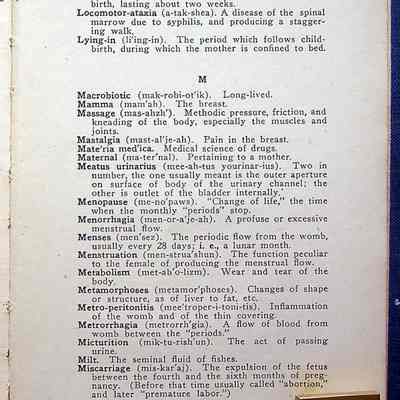 birth, lasting about two weeks.
Locomotor-ataxia (a-tak-shea). A disease of the spinal
marrow due to syphilis, and producing a stagger-
ing walk.
Lying-in (li'ing-in). The period which follows child-
birth, during which the mother is confined to bed.
M
Macrobiotic (mak-robi-ot'ik). Long-lived.
Mamma (mam'ah). The breast.
Massage (mas-ahzh'). Methodic pressure, friction, and
kneading of the body, especially the muscles and
joints.
Mastalgia (mast-al'je-ah). Pain in the breast.
Mate'ria med'ica. Medical science of drugs.
Maternal (ma-ter'nal). Pertaining to a mother.
Meatus urinarius (mee-ah-tus yourinar-ius). Two in
number, the one usually meant is the outer aperture
on surface of body of the urinary channel; the
other is outlet of the bladder internally.
Menopause (me-no'paws). "Change of life," the time
when the monthly "periods" stop.
Menorrhagia (men-or-a'je-ah). A profuse or excessive
menstrual flow.
Menses (men'sez). The periodic flow from the womb,
usually every 28 days; i. e., a lunar month.
Menstruation (men-strua'shun). The function peculiar
to the female of producing the menstrual flow.
Metabolism (met-ab'o-lizm). Wear and tear of the
body.
Metamorphoses (metamor'phoses). Changes of shape
or structure, as of liver to fat, etc.
Metro-peritonitis (mee'troper-i-toni-tis). Inflammation
of the womb and of the thin covering.
Metrorrhagia (metrorrh'gia). A flow of blood from
womb between the "periods."
Micturition (mik-tu-rish'un). The act of passing
urine.
Milt. The seminal fluid of fishes.
Miscarriage (mis-kar'aj). The expulsion of the fetus
between the fourth and the sixth months of preg-
nancy. (Before that time usually called "abortion,"
and later "premature labor.")